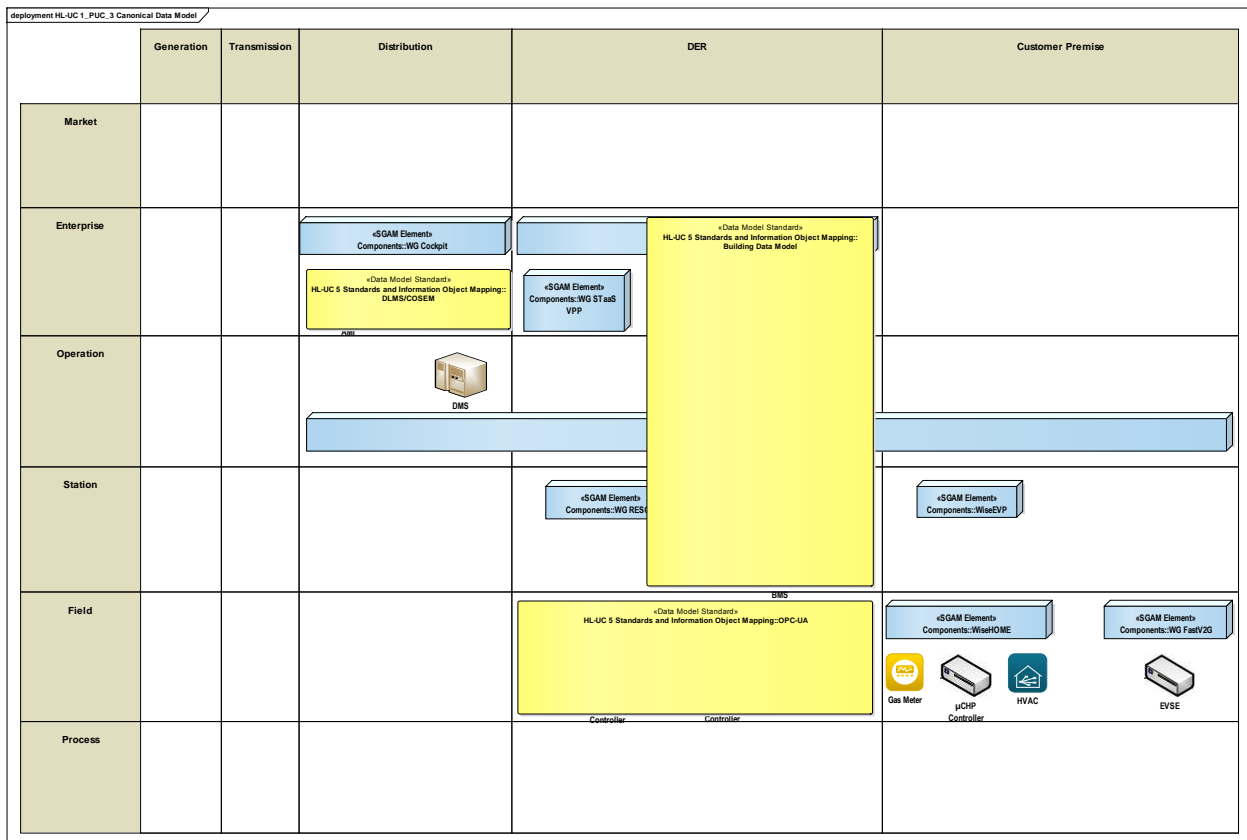 deployment HL-UC 1_PUC_3 Canonical Data Model
Generation
Transmission
Distribution
DER
Customer Premise
Market
Enterprise
«SGAM Element»
Components::WG Cockpit
«Data Model Standard»
HL-UC 5 Standards and Information Object Mapping::
Building Data Model
«Data Model Standard»
HL-UC 5 Standards and Information Object Mapping::
DLMS/COSEM
«SGAM Element»
Components::WG STaaS
VPP
AMI
Operation
DMS
Station
«SGAM Element»
Components::WG RESC
«SGAM Element»
Components::WiseEVP
BMS
Field
«Data Model Standard»
HL-UC 5 Standards and Information Object Mapping::OPC-UA
«SGAM Element»
Components::WiseHOME
«SGAM Element»
Components::WG FastV2G
Gas Meter
µCHP
Controller
HVAC
EVSE
Controller
Controller
Process